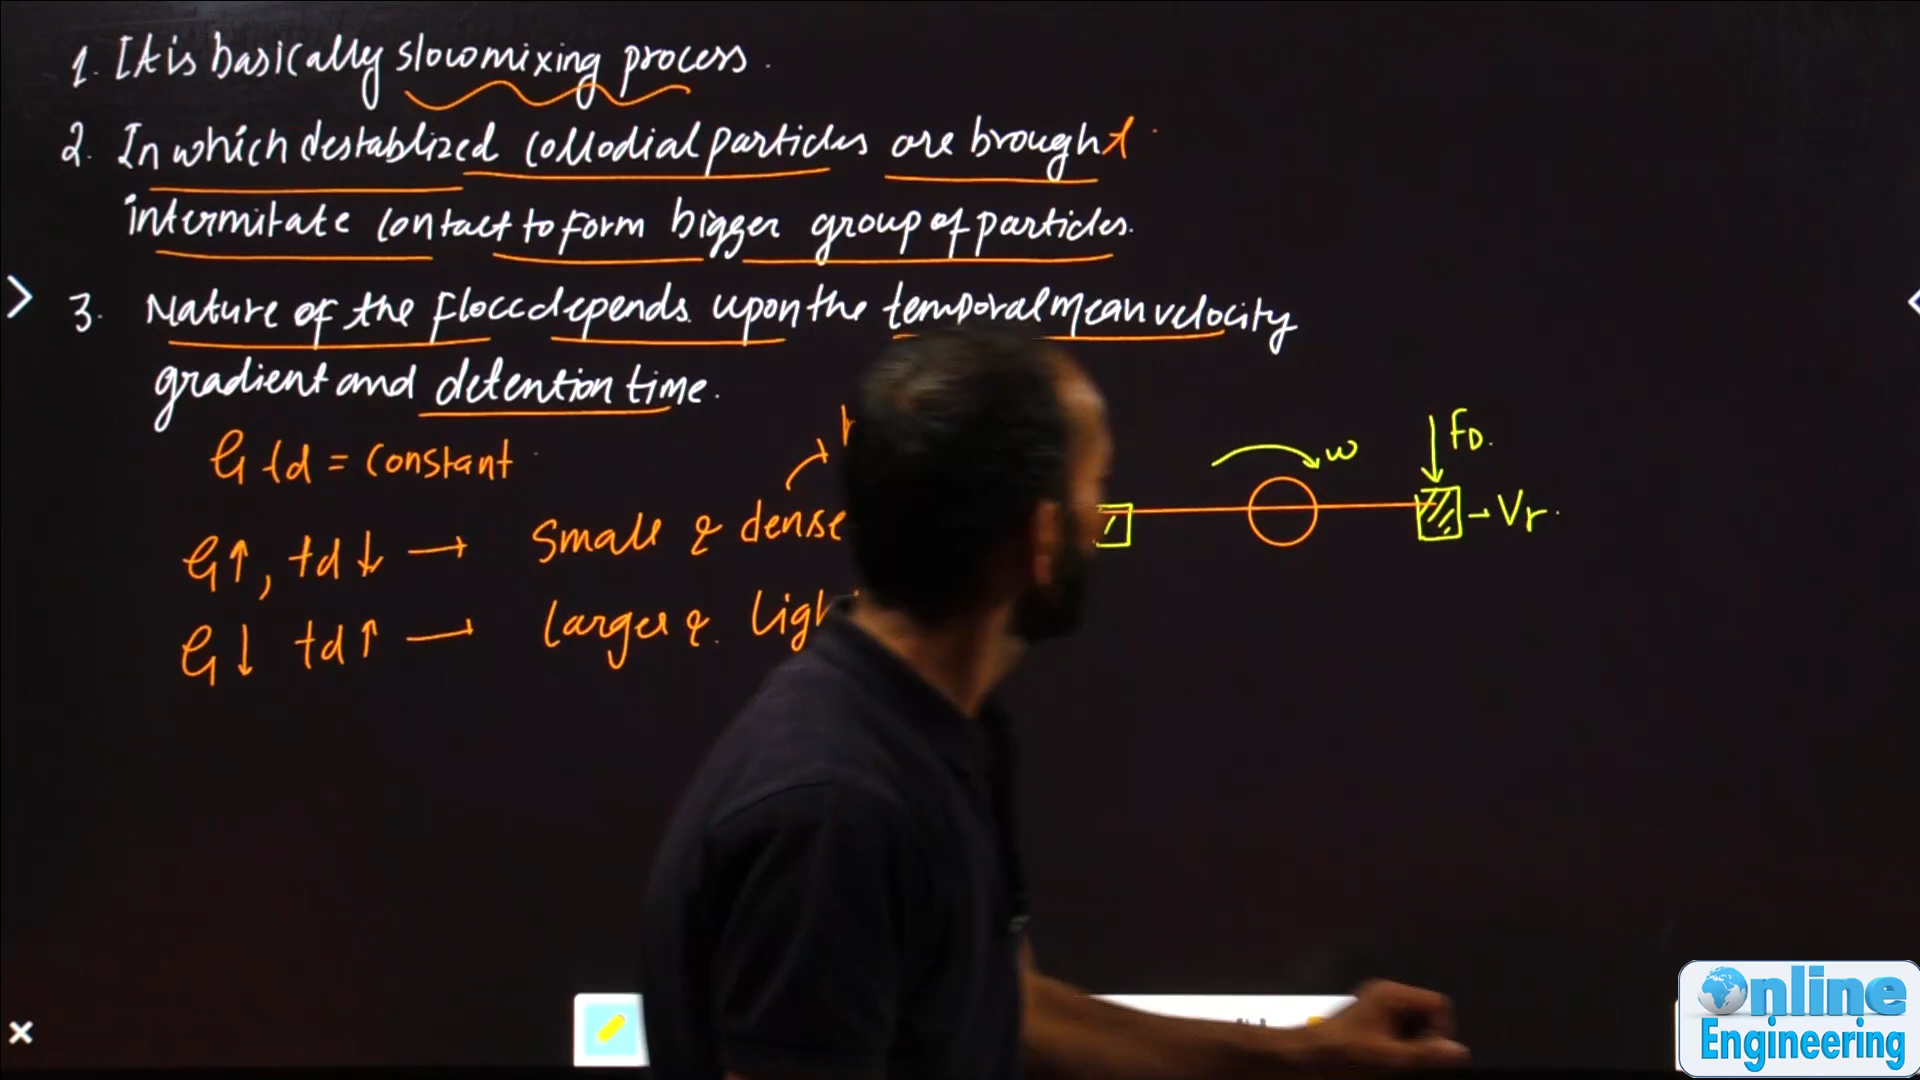 1. It is basically slow mixing process.
2. In which destablized collodial particles are brought
intermitate contact to form bigger group of particles.
3. Nature of the Flocc depends upon the temporal mean velocity
gradient and detention time.
G td = constant
G↑, td↓ → Small & dense
G↓ td↑ → Larger &
ω
FD.
Vr.
Online
Engineering